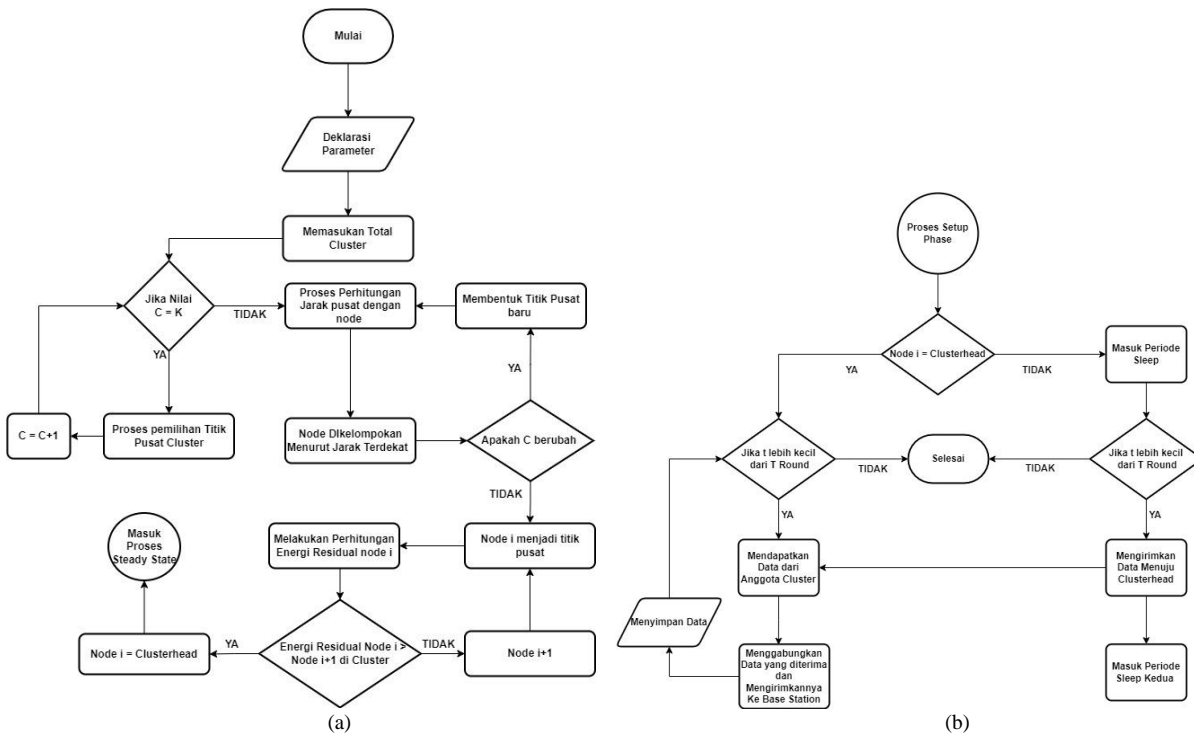 Mulai
Deklarasi
Parameter
Memasukan Total
Cluster
Jika Nilai
C = K
TIDAK
YA
Proses Perhitungan
Jarak pusat dengan
node
Membentuk Titik Pusat
baru
YA
C = C+1
Proses pemilihan Titik
Pusat Cluster
Node DIkelompokan
Menurut Jarak Terdekat
Apakah C berubah
TIDAK
Masuk
Proses
Steady State
Melakukan Perhitungan
Energi Residual node i
Node i menjadi titik
pusat
Node i = Clusterhead
YA
Energi Residual Node i >
Node i+1 di Cluster
TIDAK
Node i+1
(a)
Proses Setup
Phase
Node i = Clusterhead
YA
TIDAK
Masuk Periode
Sleep
Jika t lebih kecil
dari T Round
TIDAK
Selesai
TIDAK
Jika t lebih kecil
dari T Round
YA
YA
Mendapatkan
Data dari
Anggota Cluster
Mengirimkan
Data Menuju
Clusterhead
Menyimpan Data
Menggabungkan
Data yang diterima
dan
Mengirimkannya
Ke Base Station
Masuk Periode
Sleep Kedua
(b)